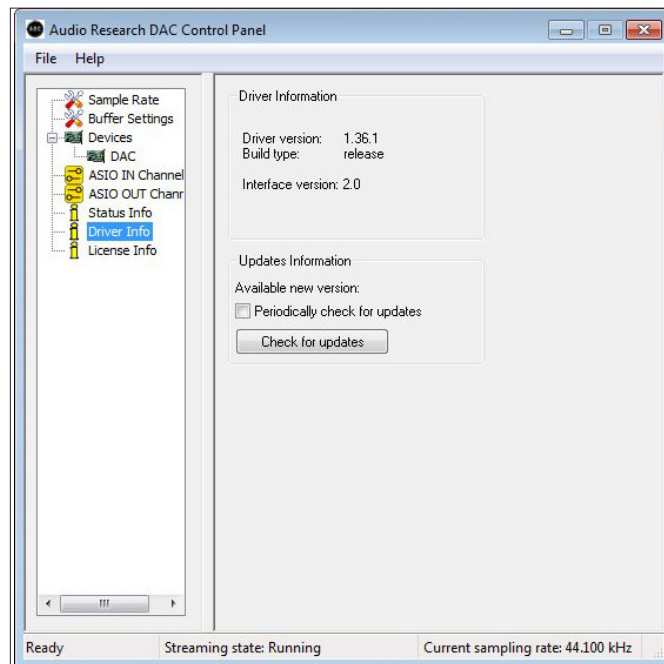 Audio Research DAC Control Panel
File Help
Sample Rate
Buffer Settings
Devices
DAC
ASIO IN Channel
ASIO OUT Chanr
Status Info
Driver Info
License Info
Driver Information
Driver version: 1.36.1
Build type: release
Interface version: 2.0
Updates Information
Available new version:
Periodically check for updates
Check for updates
Ready Streaming state: Running Current sampling rate: 44.100 kHz